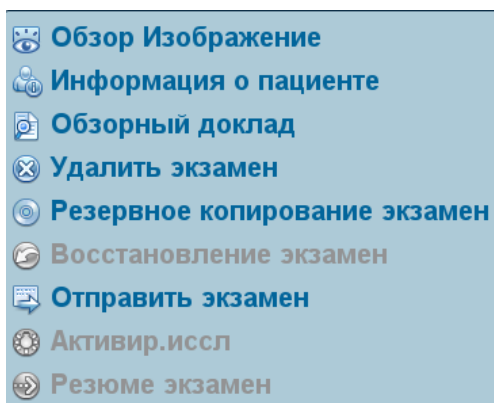 Обзор Изображение
Информация о пациенте
Обзорный доклад
Удалить экзамен
Резервное копирование экзамен
Восстановление экзамен
Отправить экзамен
Активир.иссл
Резюме экзамен